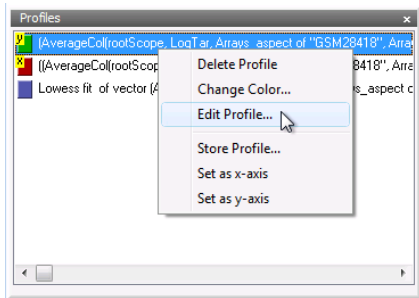 Profiles
x
y (AverageCol(rootScope, LogTar, Arrays_aspect of "GSM28418", Arra
x ((AverageCol(rootScop 8418", Arra
Lowess fit of vector (A s_aspect o
Delete Profile
Change Color...
Edit Profile...
Store Profile...
Set as x-axis
Set as y-axis